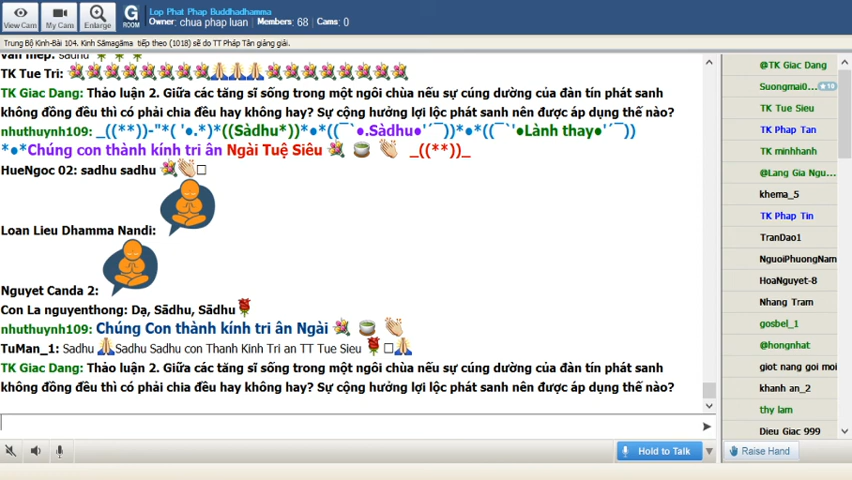 View Cam
My Cam
Enlarge
G
ROOM
Lop Phat Phap Buddhadhamma
Owner: chua phap luan Members: 68 Cams: 0
Trung Bộ Kinh-Bài 104. Kinh Sāmagāma tiếp theo (1018) sẽ do TT Pháp Tân giảng giải.
TK Tue Tri:
TK Giac Dang: Thảo luận 2. Giữa các tăng sĩ sống trong một ngôi chùa nếu sự cúng dường của đàn tín phát sanh
không đồng đều thì có phải chia đều hay không hay? Sự cộng hưởng lợi lộc phát sanh nên được áp dụng thế nào?
nhuthuynh109: _((**))-"*( '●.*)•((Sàdhu*))*●*((¯`●.Sàdhu●'´¯))*●*((¯`'●Lành thay●'´¯))
*●*Chúng con thành kính tri ân Ngài Tuệ Siêu _((**))_
HueNgoc 02: sadhu sadhu
Loan Lieu Dhamma Nandi:
Nguyet Canda 2:
Con La nguyenthong: Dạ, Sādhu, Sādhu
nhuthuynh109: Chúng Con thành kính tri ân Ngài
TuMan_1: Sadhu Sadhu Sadhu con Thanh Kinh Tri an TT Tue Sieu
TK Giac Dang: Thảo luận 2. Giữa các tăng sĩ sống trong một ngôi chùa nếu sự cúng dường của đàn tín phát sanh
không đồng đều thì có phải chia đều hay không hay? Sự cộng hưởng lợi lộc phát sanh nên được áp dụng thế nào?
Hold to Talk
@TK Giac Dang
Suongmai0...
10
TK Tue Sieu
TK Phap Tan
TK minhhanh
@Lang Gia Ngu...
khema_5
TK Phap Tin
TranDao1
NguoiPhuongNam
HoaNguyet-8
Nhang Tram
gosbel_1
@hongnhat
giot nang goi moi
khanh an_2
thy lam
Dieu Giac 999
Raise Hand